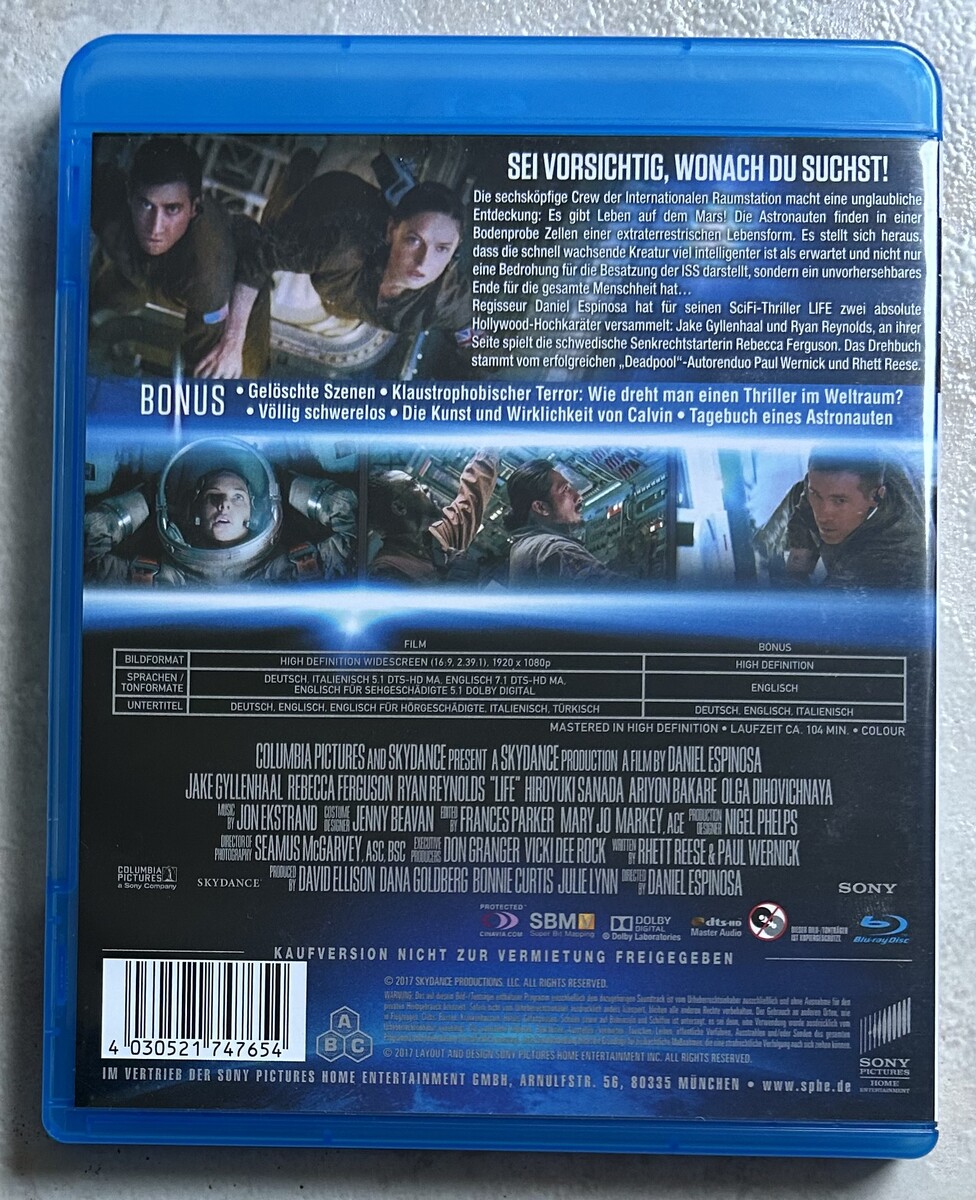 SEI VORSICHTIG, WONACH DU SUCHST!
Die sechsköpfige Crew der Internationalen Raumstation macht eine unglaubliche
Entdeckung: Es gibt Leben auf dem Mars! Die Astronauten finden in einer
Bodenprobe Zellen einer extraterrestrischen Lebensform. Es stellt sich heraus,
dass die schnell wachsende Kreatur viel intelligenter ist als erwartet und nicht nur
eine Bedrohung für die Besatzung der ISS darstellt, sondern ein unvorhersehbares
Ende für die gesamte Menschheit hat…
Regisseur Daniel Espinosa hat für seinen SciFi-Thriller LIFE zwei absolute
Hollywood-Hochkaräter versammelt: Jake Gyllenhaal und Ryan Reynolds, an ihrer
Seite spielt die schwedische Senkrechtstarterin Rebecca Ferguson. Das Drehbuch
stammt vom erfolgreichen „Deadpool“-Autorenduo Paul Wernick und Rhett Reese.
BONUS • Gelöschte Szenen • Klaustrophobischer Terror: Wie dreht man einen Thriller im Weltraum?
• Völlig schwerelos • Die Kunst und Wirklichkeit von Calvin • Tagebuch eines Astronauten
FILM BONUS
BILDFORMAT HIGH DEFINITION WIDESCREEN (16:9, 2.39:1), 1920 x 1080p HIGH DEFINITION
SPRACHEN / TONFORMATE DEUTSCH, ITALIENISCH 5.1 DTS-HD MA, ENGLISCH 7.1 DTS-HD MA,
ENGLISCH FÜR SEHGESCHÄDIGTE 5.1 DOLBY DIGITAL ENGLISCH
UNTERTITEL DEUTSCH, ENGLISCH, ENGLISCH FÜR HÖRGESCHÄDIGTE, ITALIENISCH, TÜRKISCH DEUTSCH, ENGLISCH, ITALIENISCH
MASTERED IN HIGH DEFINITION • LAUFZEIT CA. 104 MIN. • COLOUR
COLUMBIA PICTURES AND SKYDANCE PRESENT A SKYDANCE PRODUCTION A FILM BY DANIEL ESPINOSA
JAKE GYLLENHAAL REBECCA FERGUSON RYAN REYNOLDS "LIFE" HIROYUKI SANADA ARIYON BAKARE OLGA DIHOVICHNAYA
MUSIC BY JON EKSTRAND COSTUME DESIGNER JENNY BEAVAN EDITED BY FRANCES PARKER MARY JO MARKEY, ACE PRODUCTION DESIGNER NIGEL PHELPS
DIRECTOR OF PHOTOGRAPHY SEAMUS McGARVEY, ASC, BSC EXECUTIVE PRODUCERS DON GRANGER VICKI DEE ROCK WRITTEN BY RHETT REESE & PAUL WERNICK
PRODUCED BY DAVID ELLISON DANA GOLDBERG BONNIE CURTIS JULIE LYNN DIRECTED BY DANIEL ESPINOSA
COLUMBIA PICTURES
a Sony Company
SKYDANCE
SONY
PROTECTED
CINAVIA.COM
SBM
Super Bit Mapping
DOLBY DIGITAL
® Dolby Laboratories
dts-HD
Master Audio
DIESER BILD-/TONTRÄGER
IST KOPIERGESCHÜTZT.
Blu-ray Disc
KAUFVERSION NICHT ZUR VERMIETUNG FREIGEGEBEN
© 2017 SKYDANCE PRODUCTIONS, LLC. ALL RIGHTS RESERVED.
© 2017 LAYOUT AND DESIGN SONY PICTURES HOME ENTERTAINMENT INC. ALL RIGHTS RESERVED.
A
B C
4 030521 747654
SONY
PICTURES
HOME
ENTERTAINMENT
IM VERTRIEB DER SONY PICTURES HOME ENTERTAINMENT GMBH, ARNULFSTR. 56, 80335 MÜNCHEN • www.sphe.de